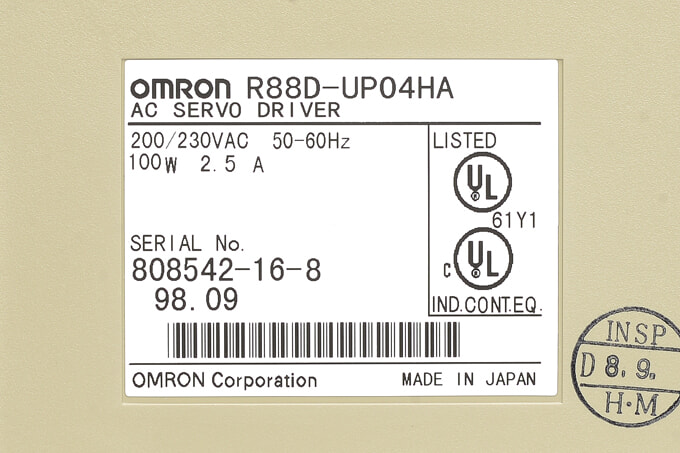 OMRON R88D-UP04HA
AC SERVO DRIVER
200/230VAC 50-60Hz
100W 2.5 A
LISTED
UL
61Y1
C UL
IND.CONT.EQ.
SERIAL No.
808542-16-8
98.09
OMRON Corporation MADE IN JAPAN
INSP
D 8.9.
H·M